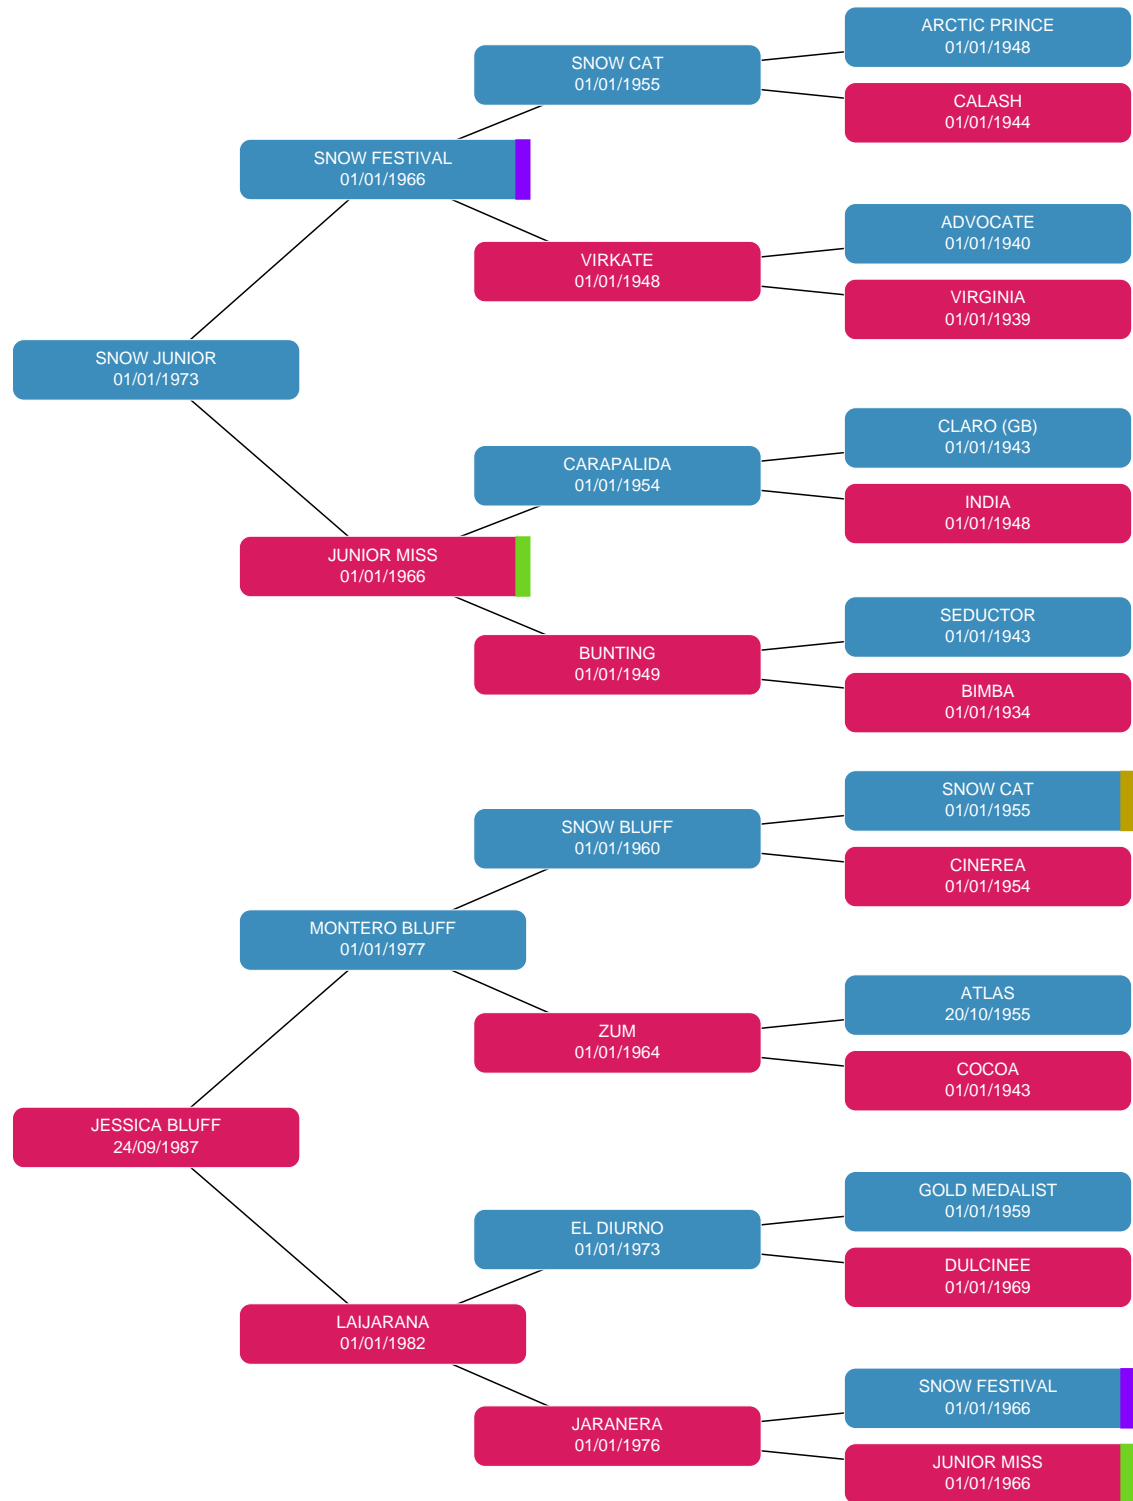 ARCTIC PRINCE
01/01/1948
SNOW CAT
01/01/1955
CALASH
01/01/1944
SNOW FESTIVAL
01/01/1966
ADVOCATE
01/01/1940
VIRKATE
01/01/1948
VIRGINIA
01/01/1939
SNOW JUNIOR
01/01/1973
CLARO (GB)
01/01/1943
CARAPALIDA
01/01/1954
INDIA
01/01/1948
JUNIOR MISS
01/01/1966
SEDUCTOR
01/01/1943
BUNTING
01/01/1949
BIMBA
01/01/1934
SNOW CAT
01/01/1955
SNOW BLUFF
01/01/1960
CINEREA
01/01/1954
MONTERO BLUFF
01/01/1977
ATLAS
20/10/1955
ZUM
01/01/1964
COCOA
01/01/1943
JESSICA BLUFF
24/09/1987
GOLD MEDALIST
01/01/1959
EL DIURNO
01/01/1973
DULCINEE
01/01/1969
LAIJARANA
01/01/1982
SNOW FESTIVAL
01/01/1966
JARANERA
01/01/1976
JUNIOR MISS
01/01/1966